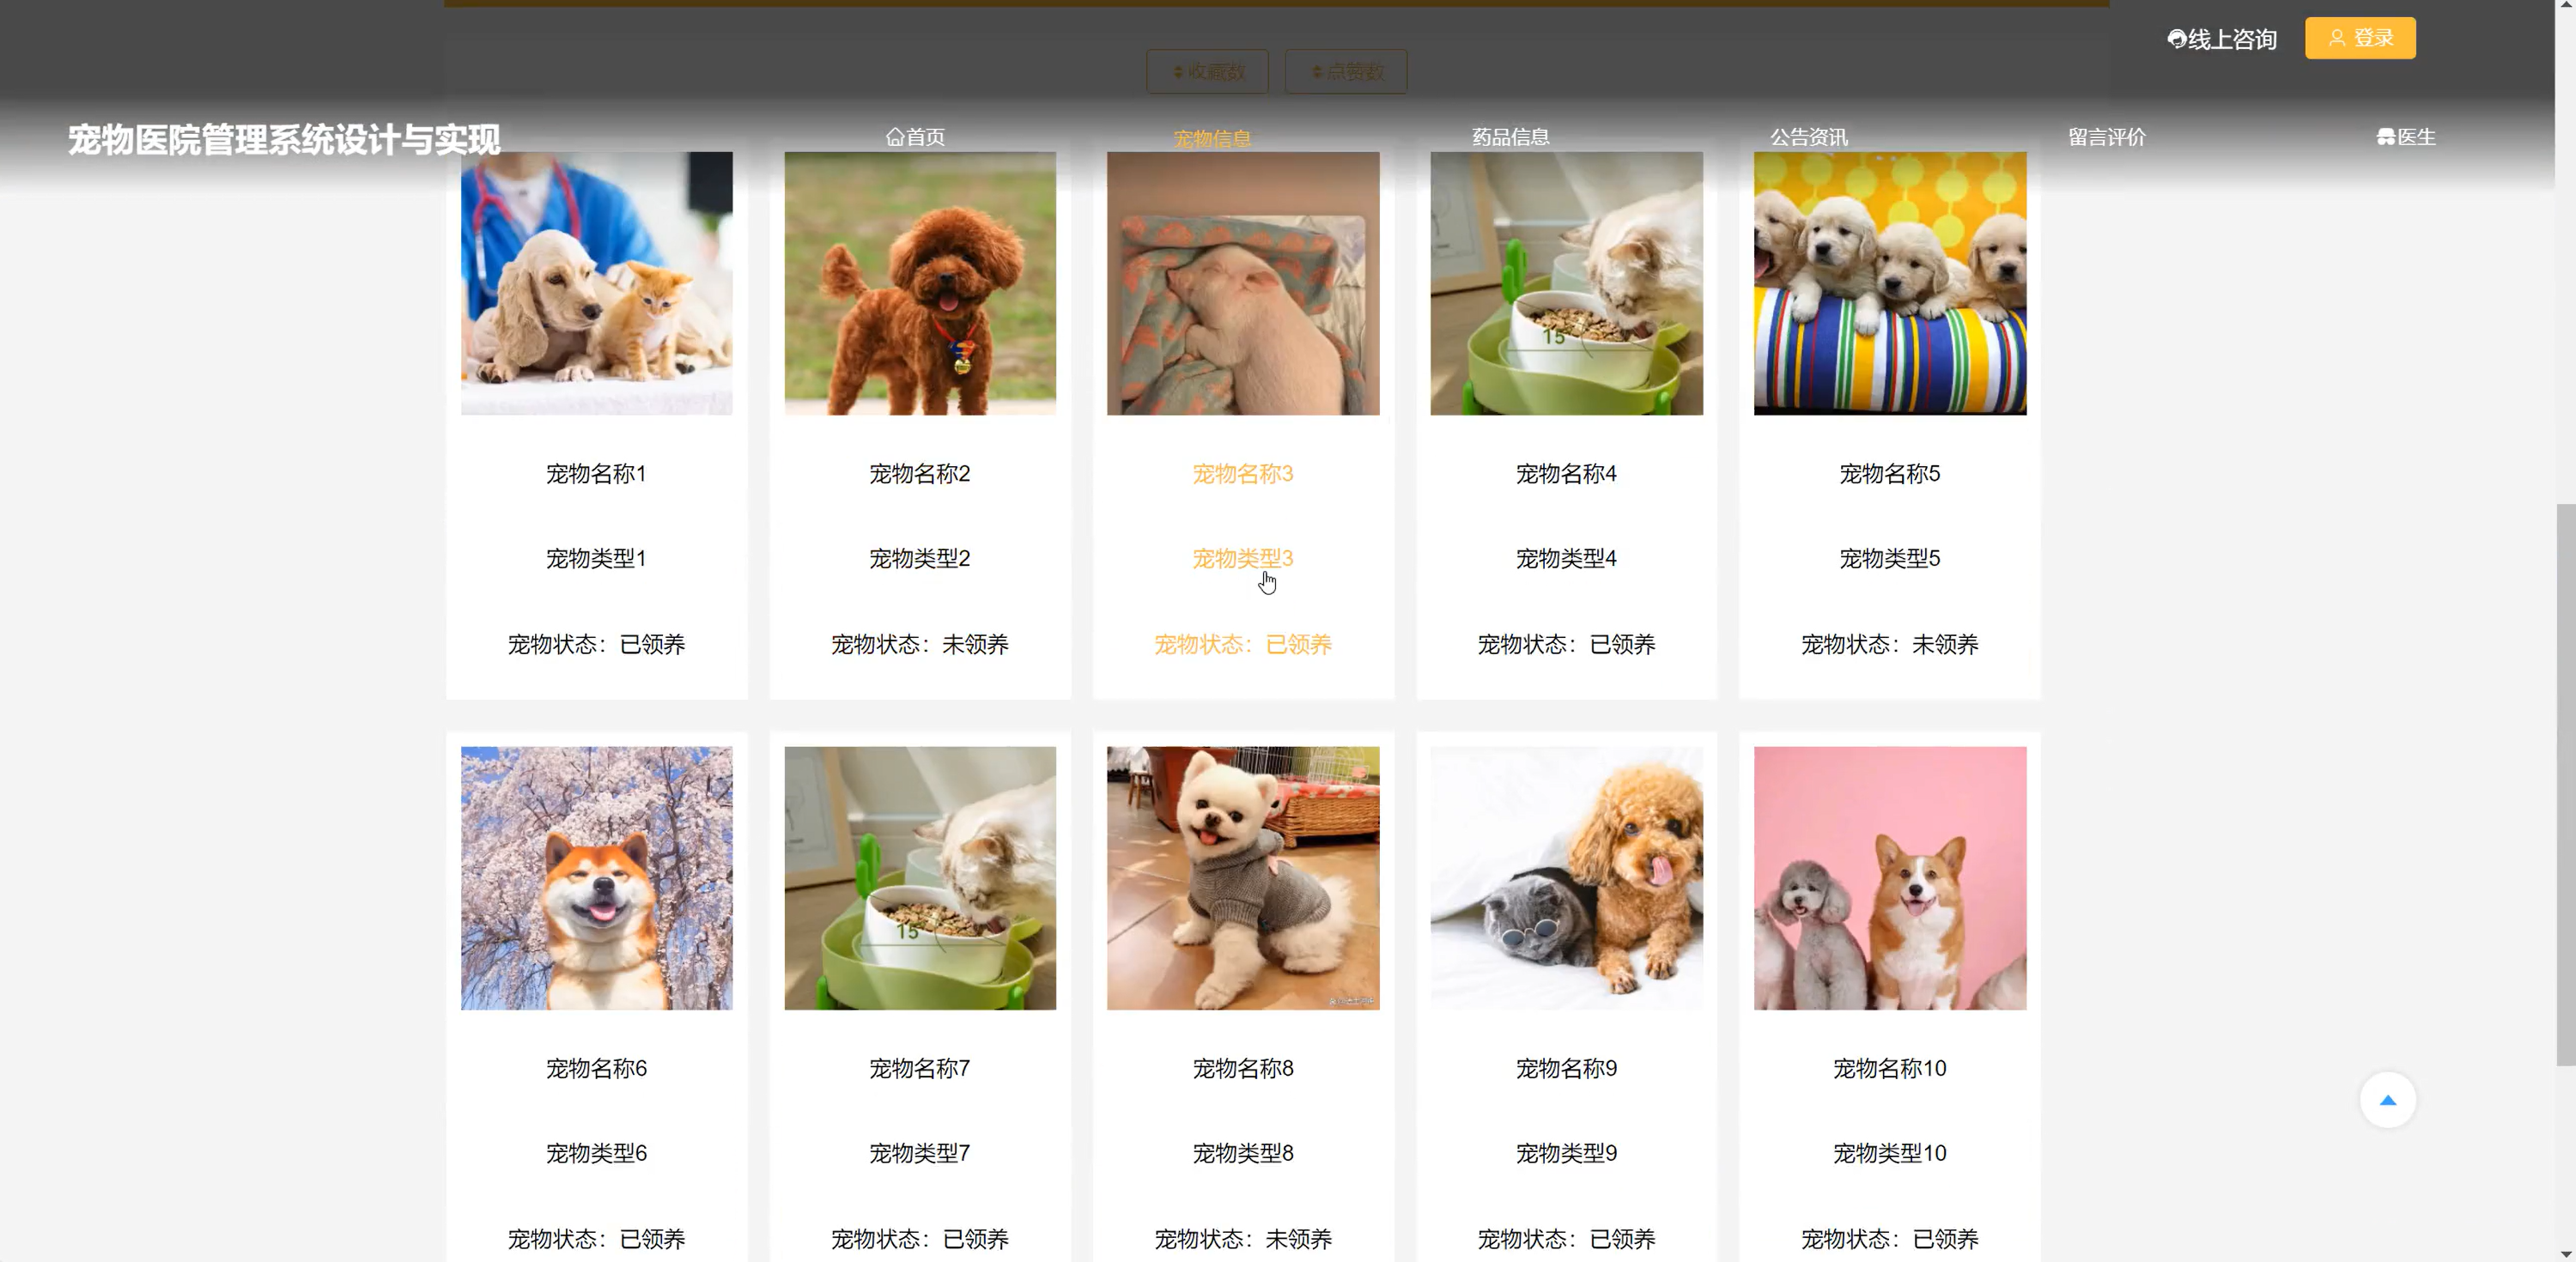 线上咨询
登录
收藏数
点赞数
宠物医院管理系统设计与实现
首页
宠物信息
药品信息
公告资讯
留言评价
医生
15
宠物名称1
宠物名称2
宠物名称3
宠物名称4
宠物名称5
宠物类型1
宠物类型2
宠物类型3
宠物类型4
宠物类型5
宠物状态：已领养
宠物状态：未领养
宠物状态：已领养
宠物状态：已领养
宠物状态：未领养
15
宠物名称6
宠物名称7
宠物名称8
宠物名称9
宠物名称10
宠物类型6
宠物类型7
宠物类型8
宠物类型9
宠物类型10
宠物状态：已领养
宠物状态：已领养
宠物状态：未领养
宠物状态：已领养
宠物状态：已领养